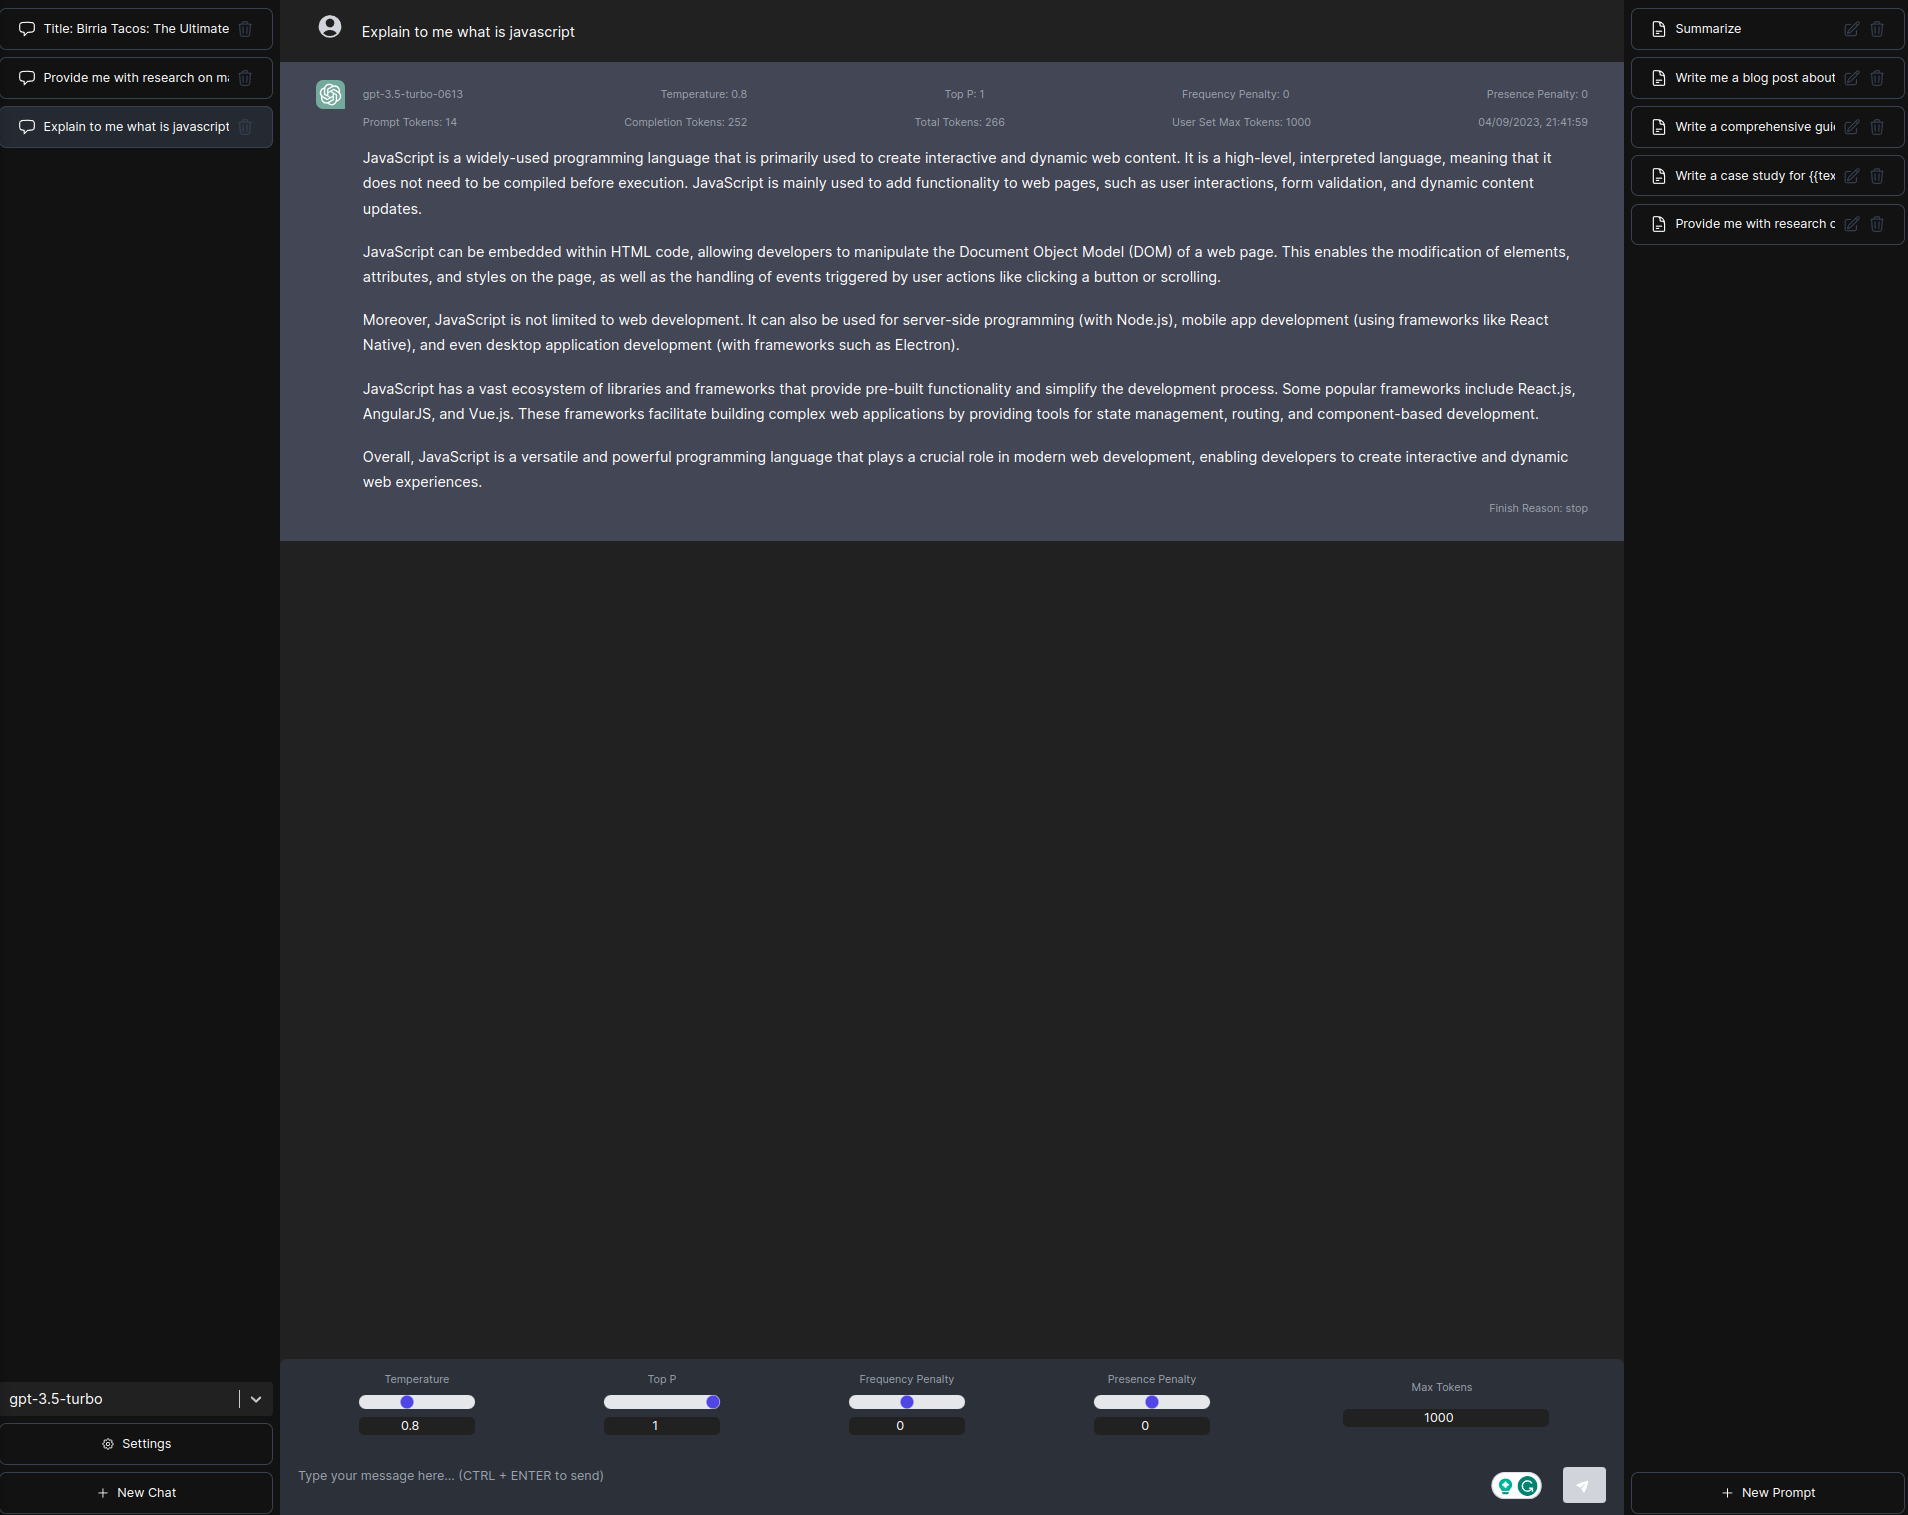 Title: Birria Tacos: The Ultimate
Provide me with research on
Explain to me what is javascript
gpt-3.5-turbo
Settings
New Chat
Explain to me what is javascript
gpt-3.5-turbo-0613 Temperature: 0.8 Top P: 1 Frequency Penalty: 0 Presence Penalty: 0
Prompt Tokens: 14 Completion Tokens: 252 Total Tokens: 266 User Set Max Tokens: 1000 04/09/2023, 21:41:59
JavaScript is a widely-used programming language that is primarily used to create interactive and dynamic web content. It is a high-level, interpreted language, meaning that it
does not need to be compiled before execution. JavaScript is mainly used to add functionality to web pages, such as user interactions, form validation, and dynamic content
updates.
JavaScript can be embedded within HTML code, allowing developers to manipulate the Document Object Model (DOM) of a web page. This enables the modification of elements,
attributes, and styles on the page, as well as the handling of events triggered by user actions like clicking a button or scrolling.
Moreover, JavaScript is not limited to web development. It can also be used for server-side programming (with Node.js), mobile app development (using frameworks like React
Native), and even desktop application development (with frameworks such as Electron).
JavaScript has a vast ecosystem of libraries and frameworks that provide pre-built functionality and simplify the development process. Some popular frameworks include React.js,
AngularJS, and Vue.js. These frameworks facilitate building complex web applications by providing tools for state management, routing, and component-based development.
Overall, JavaScript is a versatile and powerful programming language that plays a crucial role in modern web development, enabling developers to create interactive and dynamic
web experiences.
Finish Reason: stop
Temperature Top P Frequency Penalty Presence Penalty Max Tokens
0.8 1 0 0 1000
Type your message here... (CTRL + ENTER to send)
Summarize
Write me a blog post about
Write a comprehensive
Write a case study for {{tex
Provide me with research
New Prompt